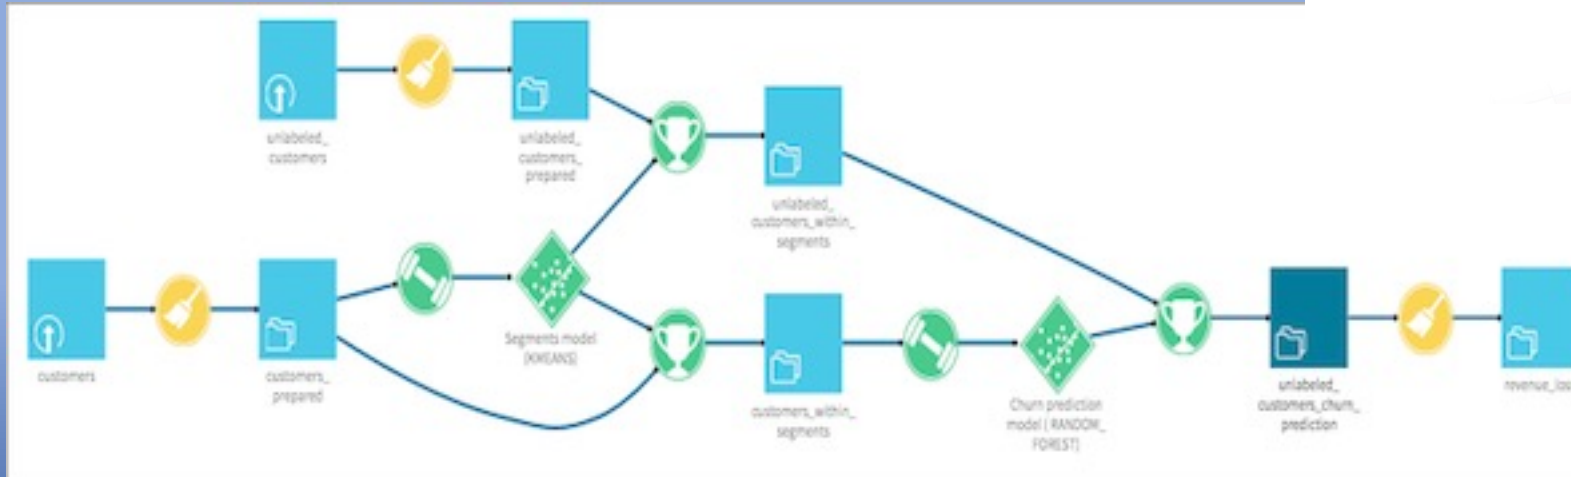 unlabeled_
customers
unlabeled_
customers_
prepared
unlabeled_
customers_within_
segments
customers
customers_
prepared
Segments model
(KMEANS)
customers_within_
segments
Churn prediction
model ( RANDOM_
FOREST)
unlabeled_
customers_churn_
prediction
revenue_los